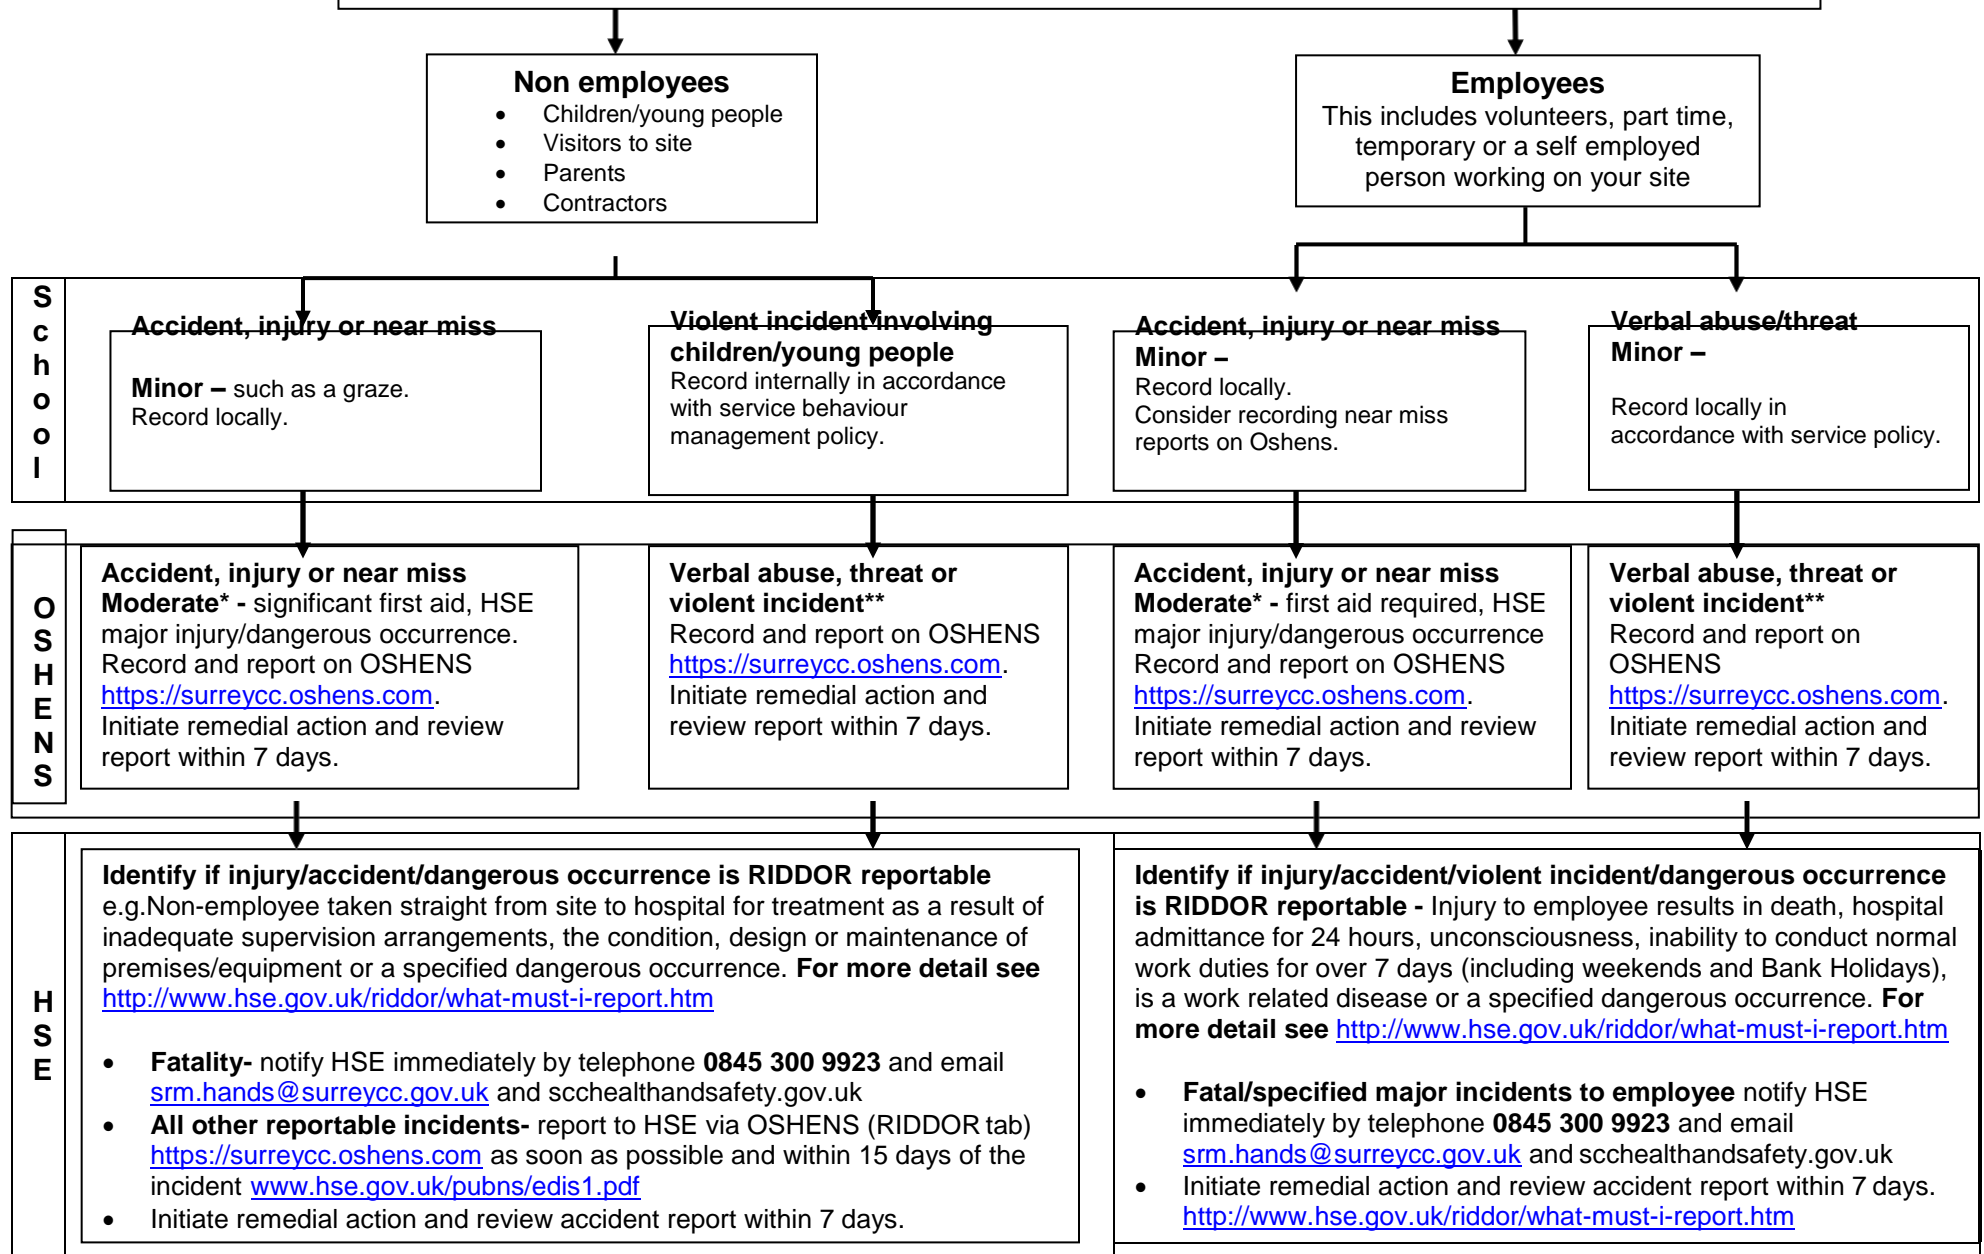 Non employees
• Children/young people
• Visitors to site
• Parents
• Contractors
Employees
This includes volunteers, part time,
temporary or a self employed
person working on your site
S
c
h
o
o
l
Accident, injury or near miss
Minor – such as a graze.
Record locally.
Violent incident involving
children/young people
Record internally in accordance
with service behaviour
management policy.
Accident, injury or near miss
Minor –
Record locally.
Consider recording near miss
reports on Oshens.
Verbal abuse/threat
Minor –
Record locally in
accordance with service policy.
O
S
H
E
N
S
Accident, injury or near miss
Moderate* - significant first aid, HSE
major injury/dangerous occurrence.
Record and report on OSHENS
https://surreycc.oshens.com.
Initiate remedial action and review
report within 7 days.
Verbal abuse, threat or
violent incident**
Record and report on OSHENS
https://surreycc.oshens.com.
Initiate remedial action and
review report within 7 days.
Accident, injury or near miss
Moderate* - first aid required, HSE
major injury/dangerous occurrence
Record and report on OSHENS
https://surreycc.oshens.com.
Initiate remedial action and review
report within 7 days.
Verbal abuse, threat or
violent incident**
Record and report on
OSHENS
https://surreycc.oshens.com.
Initiate remedial action and
review report within 7 days.
H
S
E
Identify if injury/accident/dangerous occurrence is RIDDOR reportable
e.g.Non-employee taken straight from site to hospital for treatment as a result of
inadequate supervision arrangements, the condition, design or maintenance of
premises/equipment or a specified dangerous occurrence. For more detail see
http://www.hse.gov.uk/riddor/what-must-i-report.htm
• Fatality- notify HSE immediately by telephone 0845 300 9923 and email
srm.hands@surreycc.gov.uk and scchealthandsafety.gov.uk
• All other reportable incidents- report to HSE via OSHENS (RIDDOR tab)
https://surreycc.oshens.com as soon as possible and within 15 days of the
incident www.hse.gov.uk/pubns/edis1.pdf
• Initiate remedial action and review accident report within 7 days.
Identify if injury/accident/violent incident/dangerous occurrence
is RIDDOR reportable - Injury to employee results in death, hospital
admittance for 24 hours, unconsciousness, inability to conduct normal
work duties for over 7 days (including weekends and Bank Holidays),
is a work related disease or a specified dangerous occurrence. For
more detail see http://www.hse.gov.uk/riddor/what-must-i-report.htm
• Fatal/specified major incidents to employee notify HSE
immediately by telephone 0845 300 9923 and email
srm.hands@surreycc.gov.uk and scchealthandsafety.gov.uk
• Initiate remedial action and review accident report within 7 days.
http://www.hse.gov.uk/riddor/what-must-i-report.htm